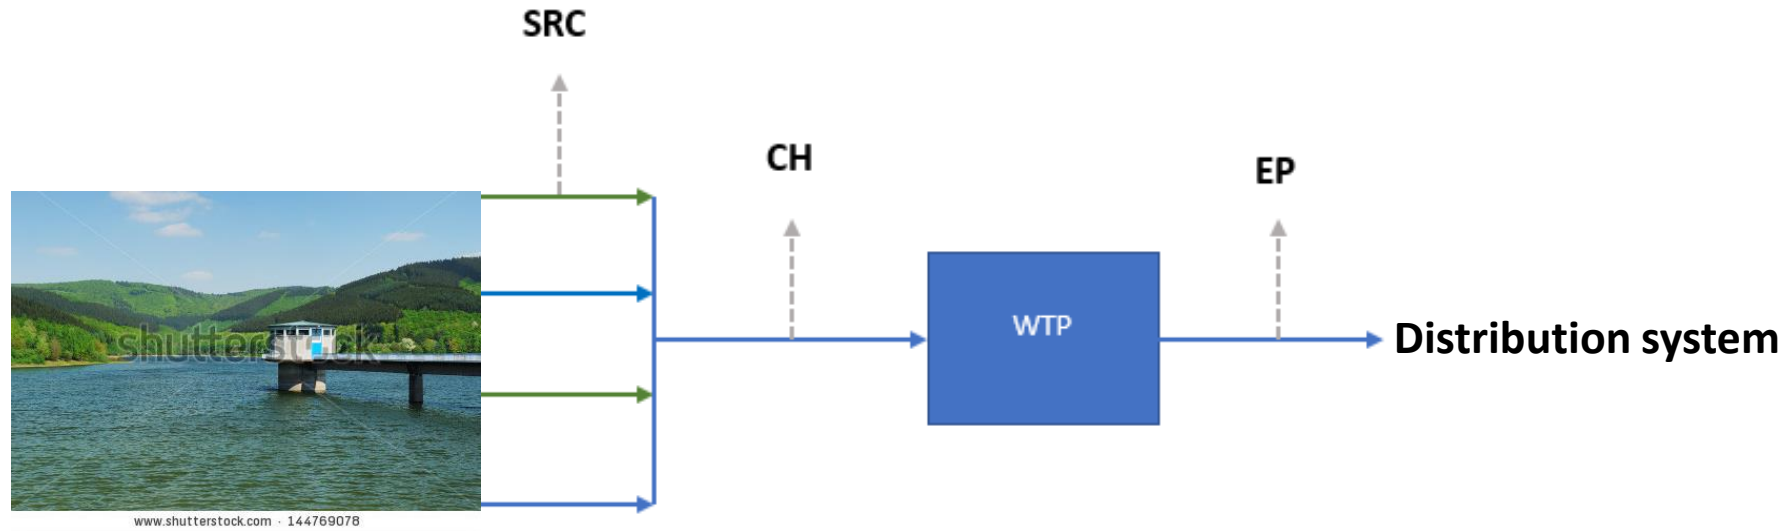 SRC
CH
EP
WTP
Distribution system
shutterstock
www.shutterstock.com · 144769078